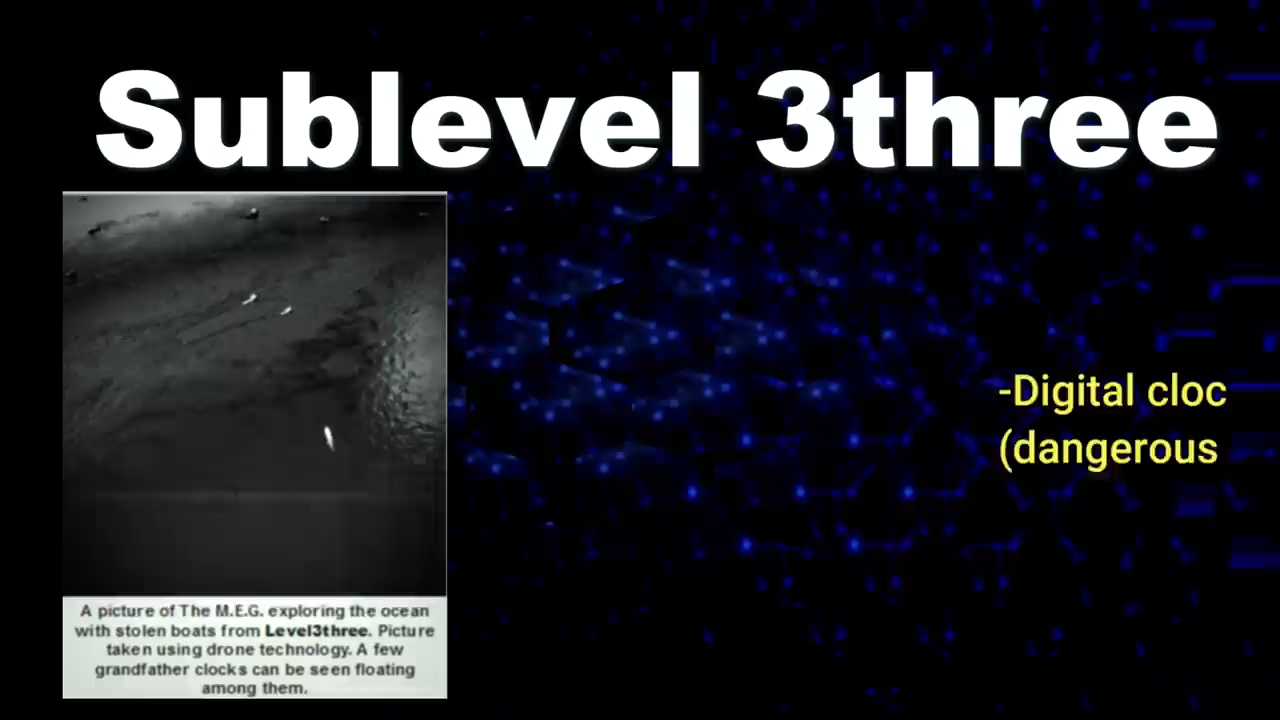 Sublevel 3three
-Digital cloc
(dangerous
A picture of The M.E.G. exploring the ocean
with stolen boats from Level3three. Picture
taken using drone technology. A few
grandfather clocks can be seen floating
among them.